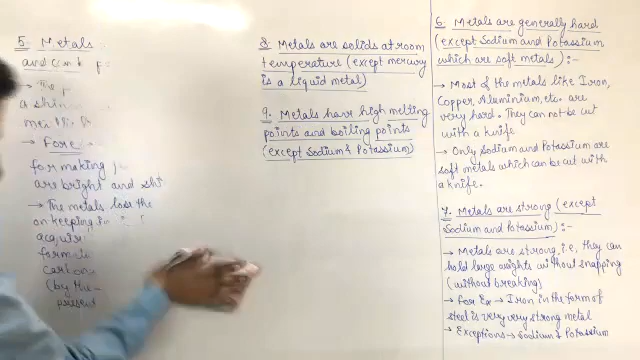 5. Metals
and can b
→ The
a shin
→ For
for making
are bright and
→ The metals lose the
on keeping in
acquir
form
carbon
(by the
present
8. Metals are solids at room
temperature (except mercury
is a liquid metal)
9. Metals have high melting
points and boiling points
(except Sodium & Potassium)
6. Metals are generally hard
(except Sodium and Potassium
which are soft metals) :-
→ Most of the metals like Iron,
Copper, Aluminium, etc. are
very hard. They can not be cut
with a knife
→ Only Sodium and Potassium are
soft metals which can be cut with
a knife.
7. Metals are strong (except
Sodium and Potassium) :-
→ Metals are strong, i.e, they can
hold large weights without snapping
(without breaking)
→ For Ex → Iron in the form of
steel is very very strong metal
→ Exceptions → Sodium & Potassium